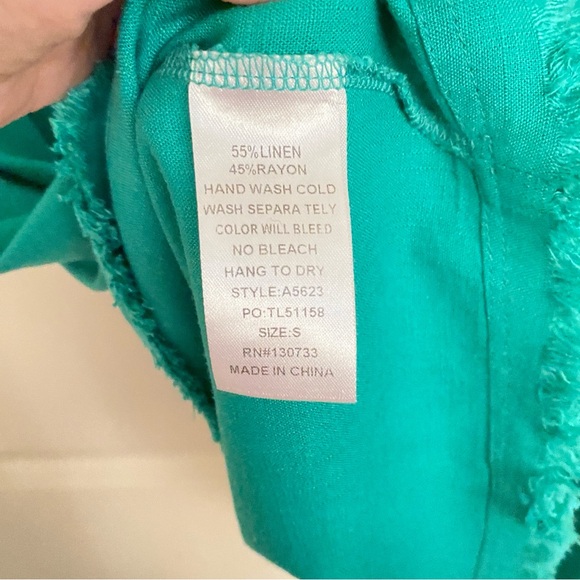 55%LINEN
45%RAYON
HAND WASH COLD
WASH SEPARA TELY
COLOR WILL BLEED
NO BLEACH
HANG TO DRY
STYLE:A5623
PO:TL51158
SIZE:S
RN#130733
MADE IN CHINA